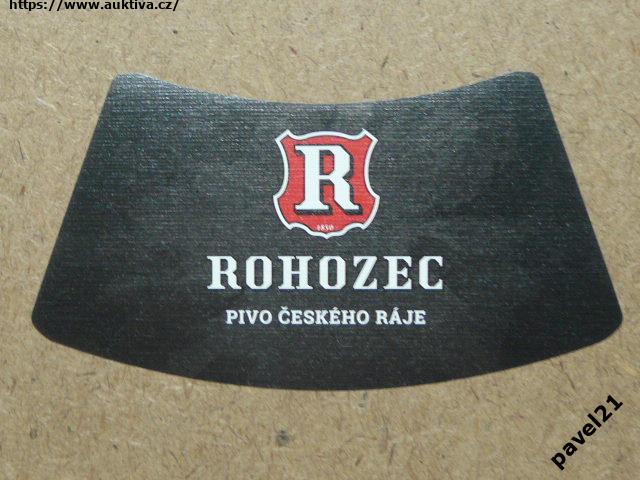 https://www.auktiva.cz/
R
1850
ROHOZEC
PIVO ČESKÉHO RÁJE
pavel21